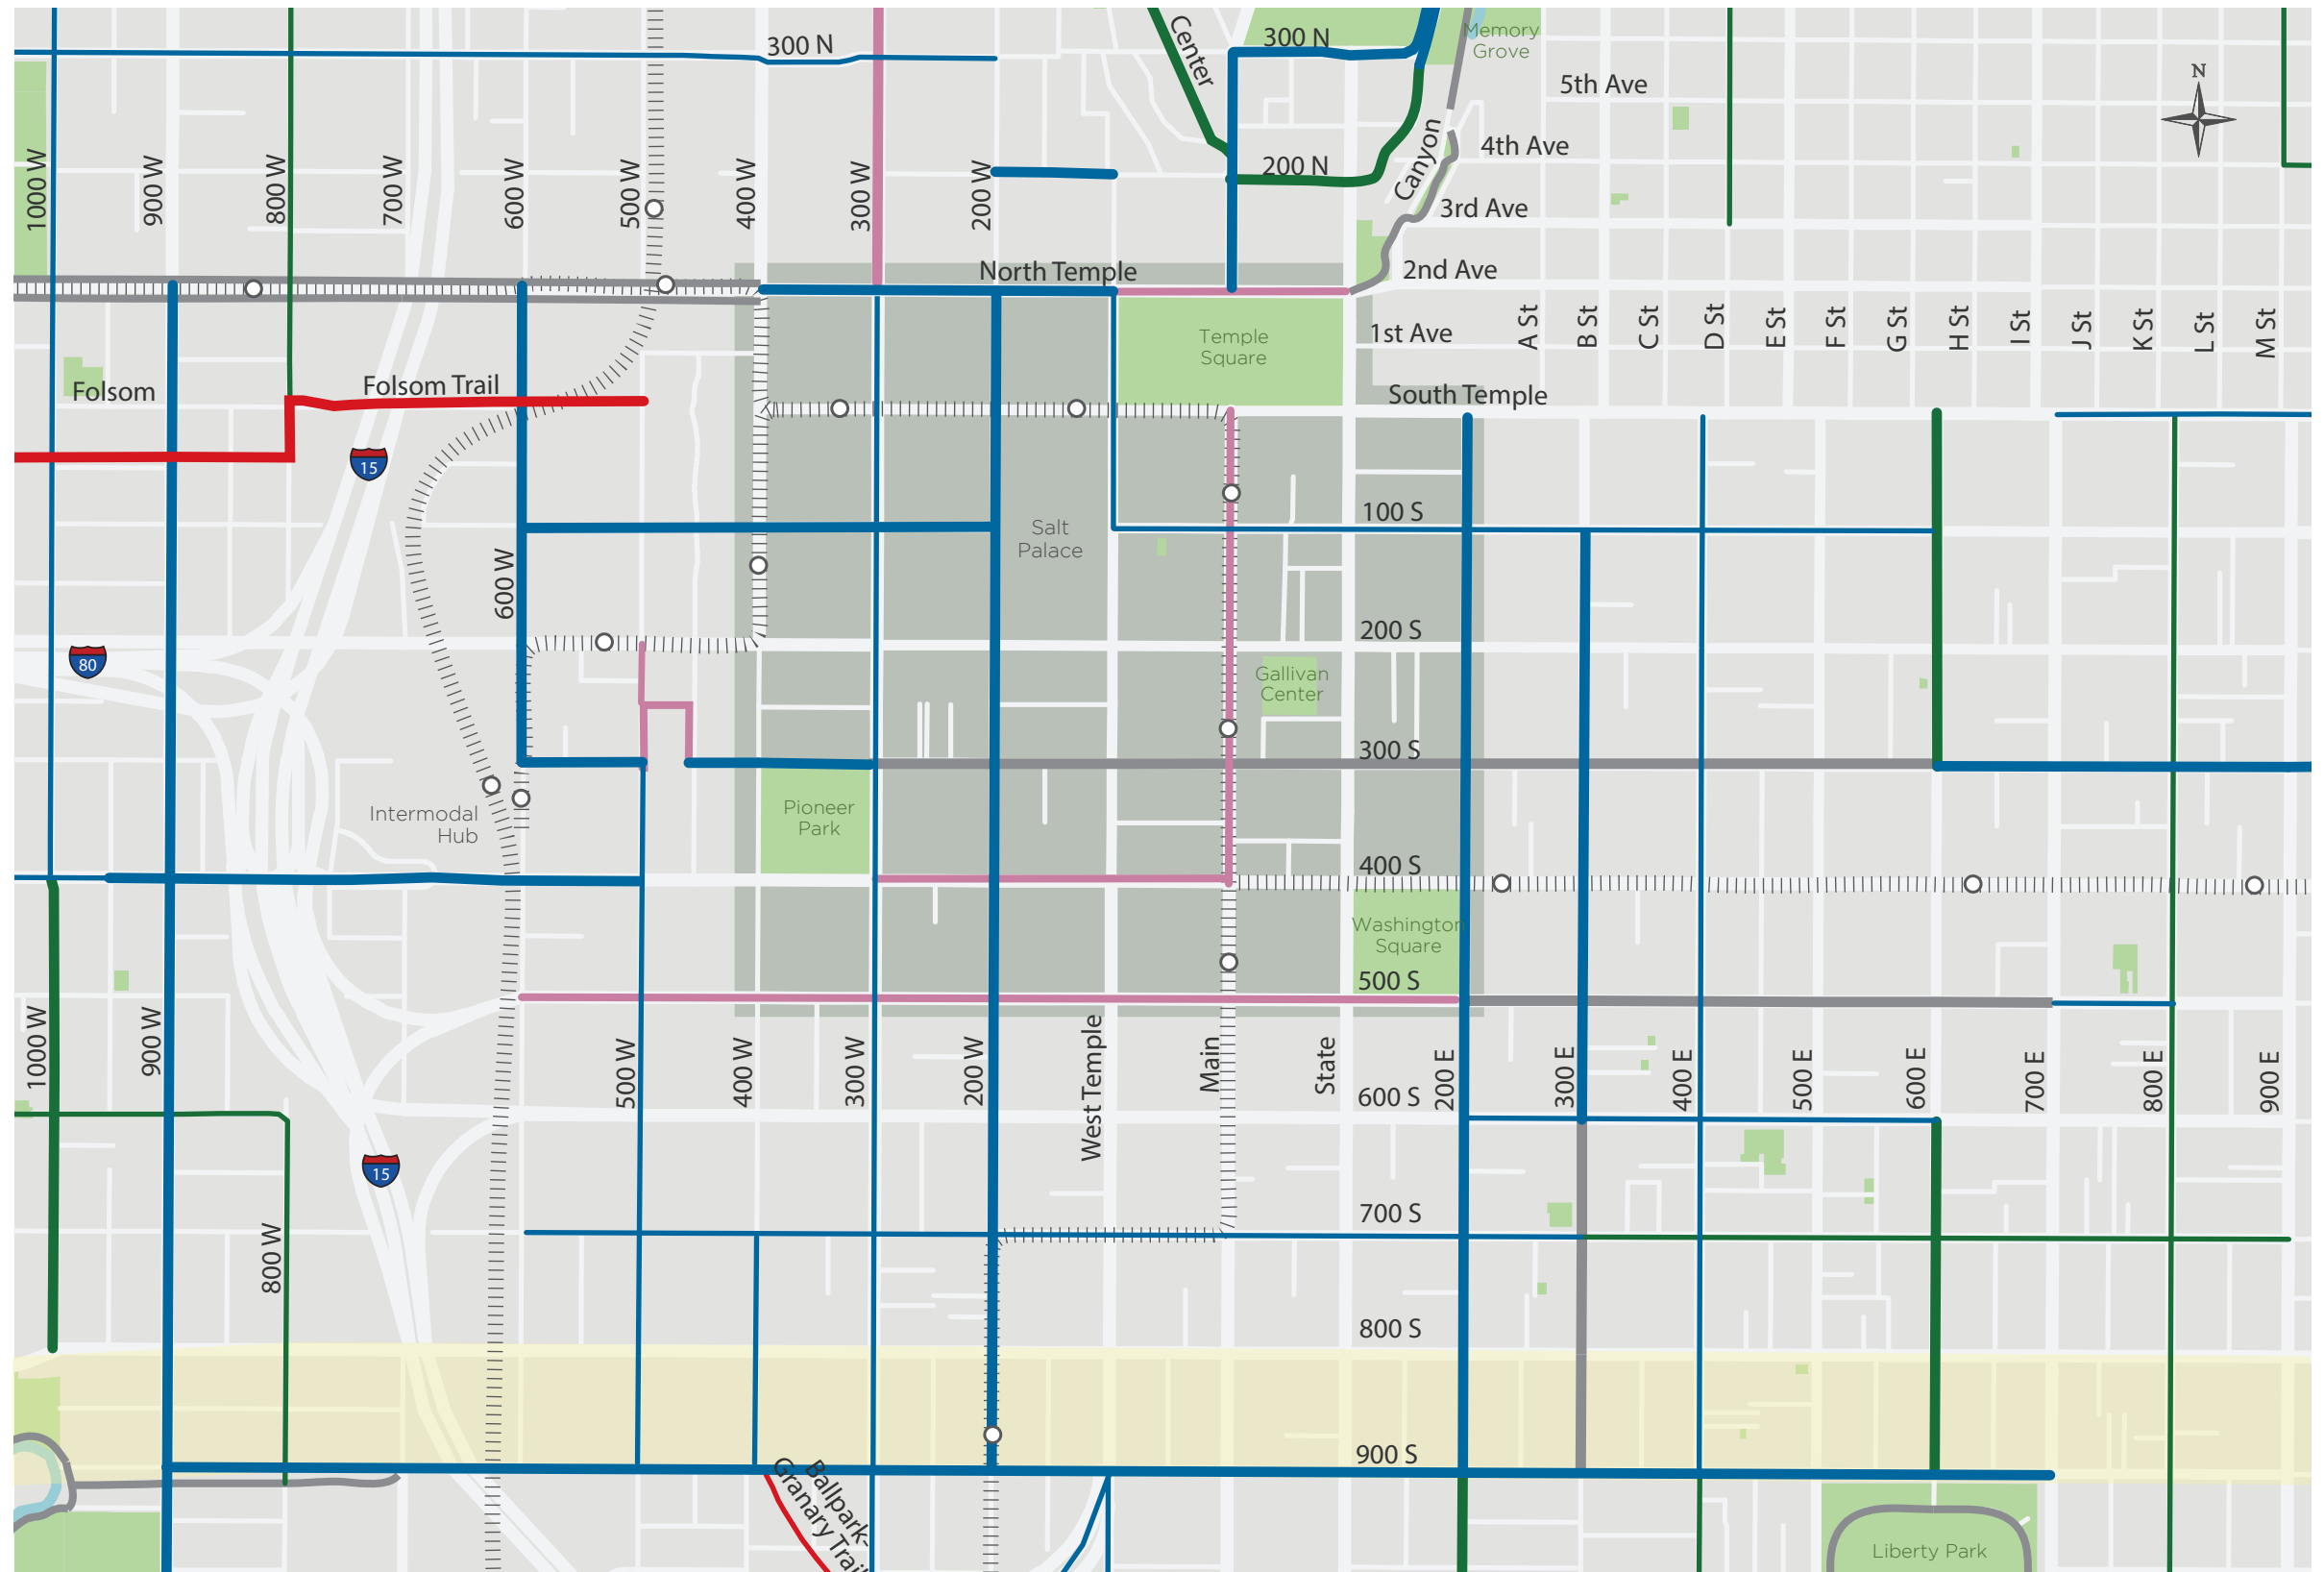 300 N
Center
300 N
Memory
Grove
5th Ave
N
1000 W
900 W
800 W
700 W
600 W
500 W
400 W
300 W
200 W
200 N
Canyon
4th Ave
3rd Ave
North Temple
2nd Ave
Temple
Square
1st Ave
A St
B St
C St
D St
E St
F St
G St
H St
I St
J St
K St
L St
M St
Folsom
Folsom Trail
South Temple
15
Salt
Palace
100 S
600 W
200 S
80
Gallivan
Center
300 S
Intermodal
Hub
Pioneer
Park
400 S
Washington
Square
500 S
1000 W
900 W
500 W
400 W
300 W
200 W
West Temple
Main
State
600 S
200 E
300 E
400 E
500 E
600 E
700 E
800 E
900 E
15
700 S
800 W
800 S
900 S
Ballpark-
Granary Trail
Trail
Liberty Park